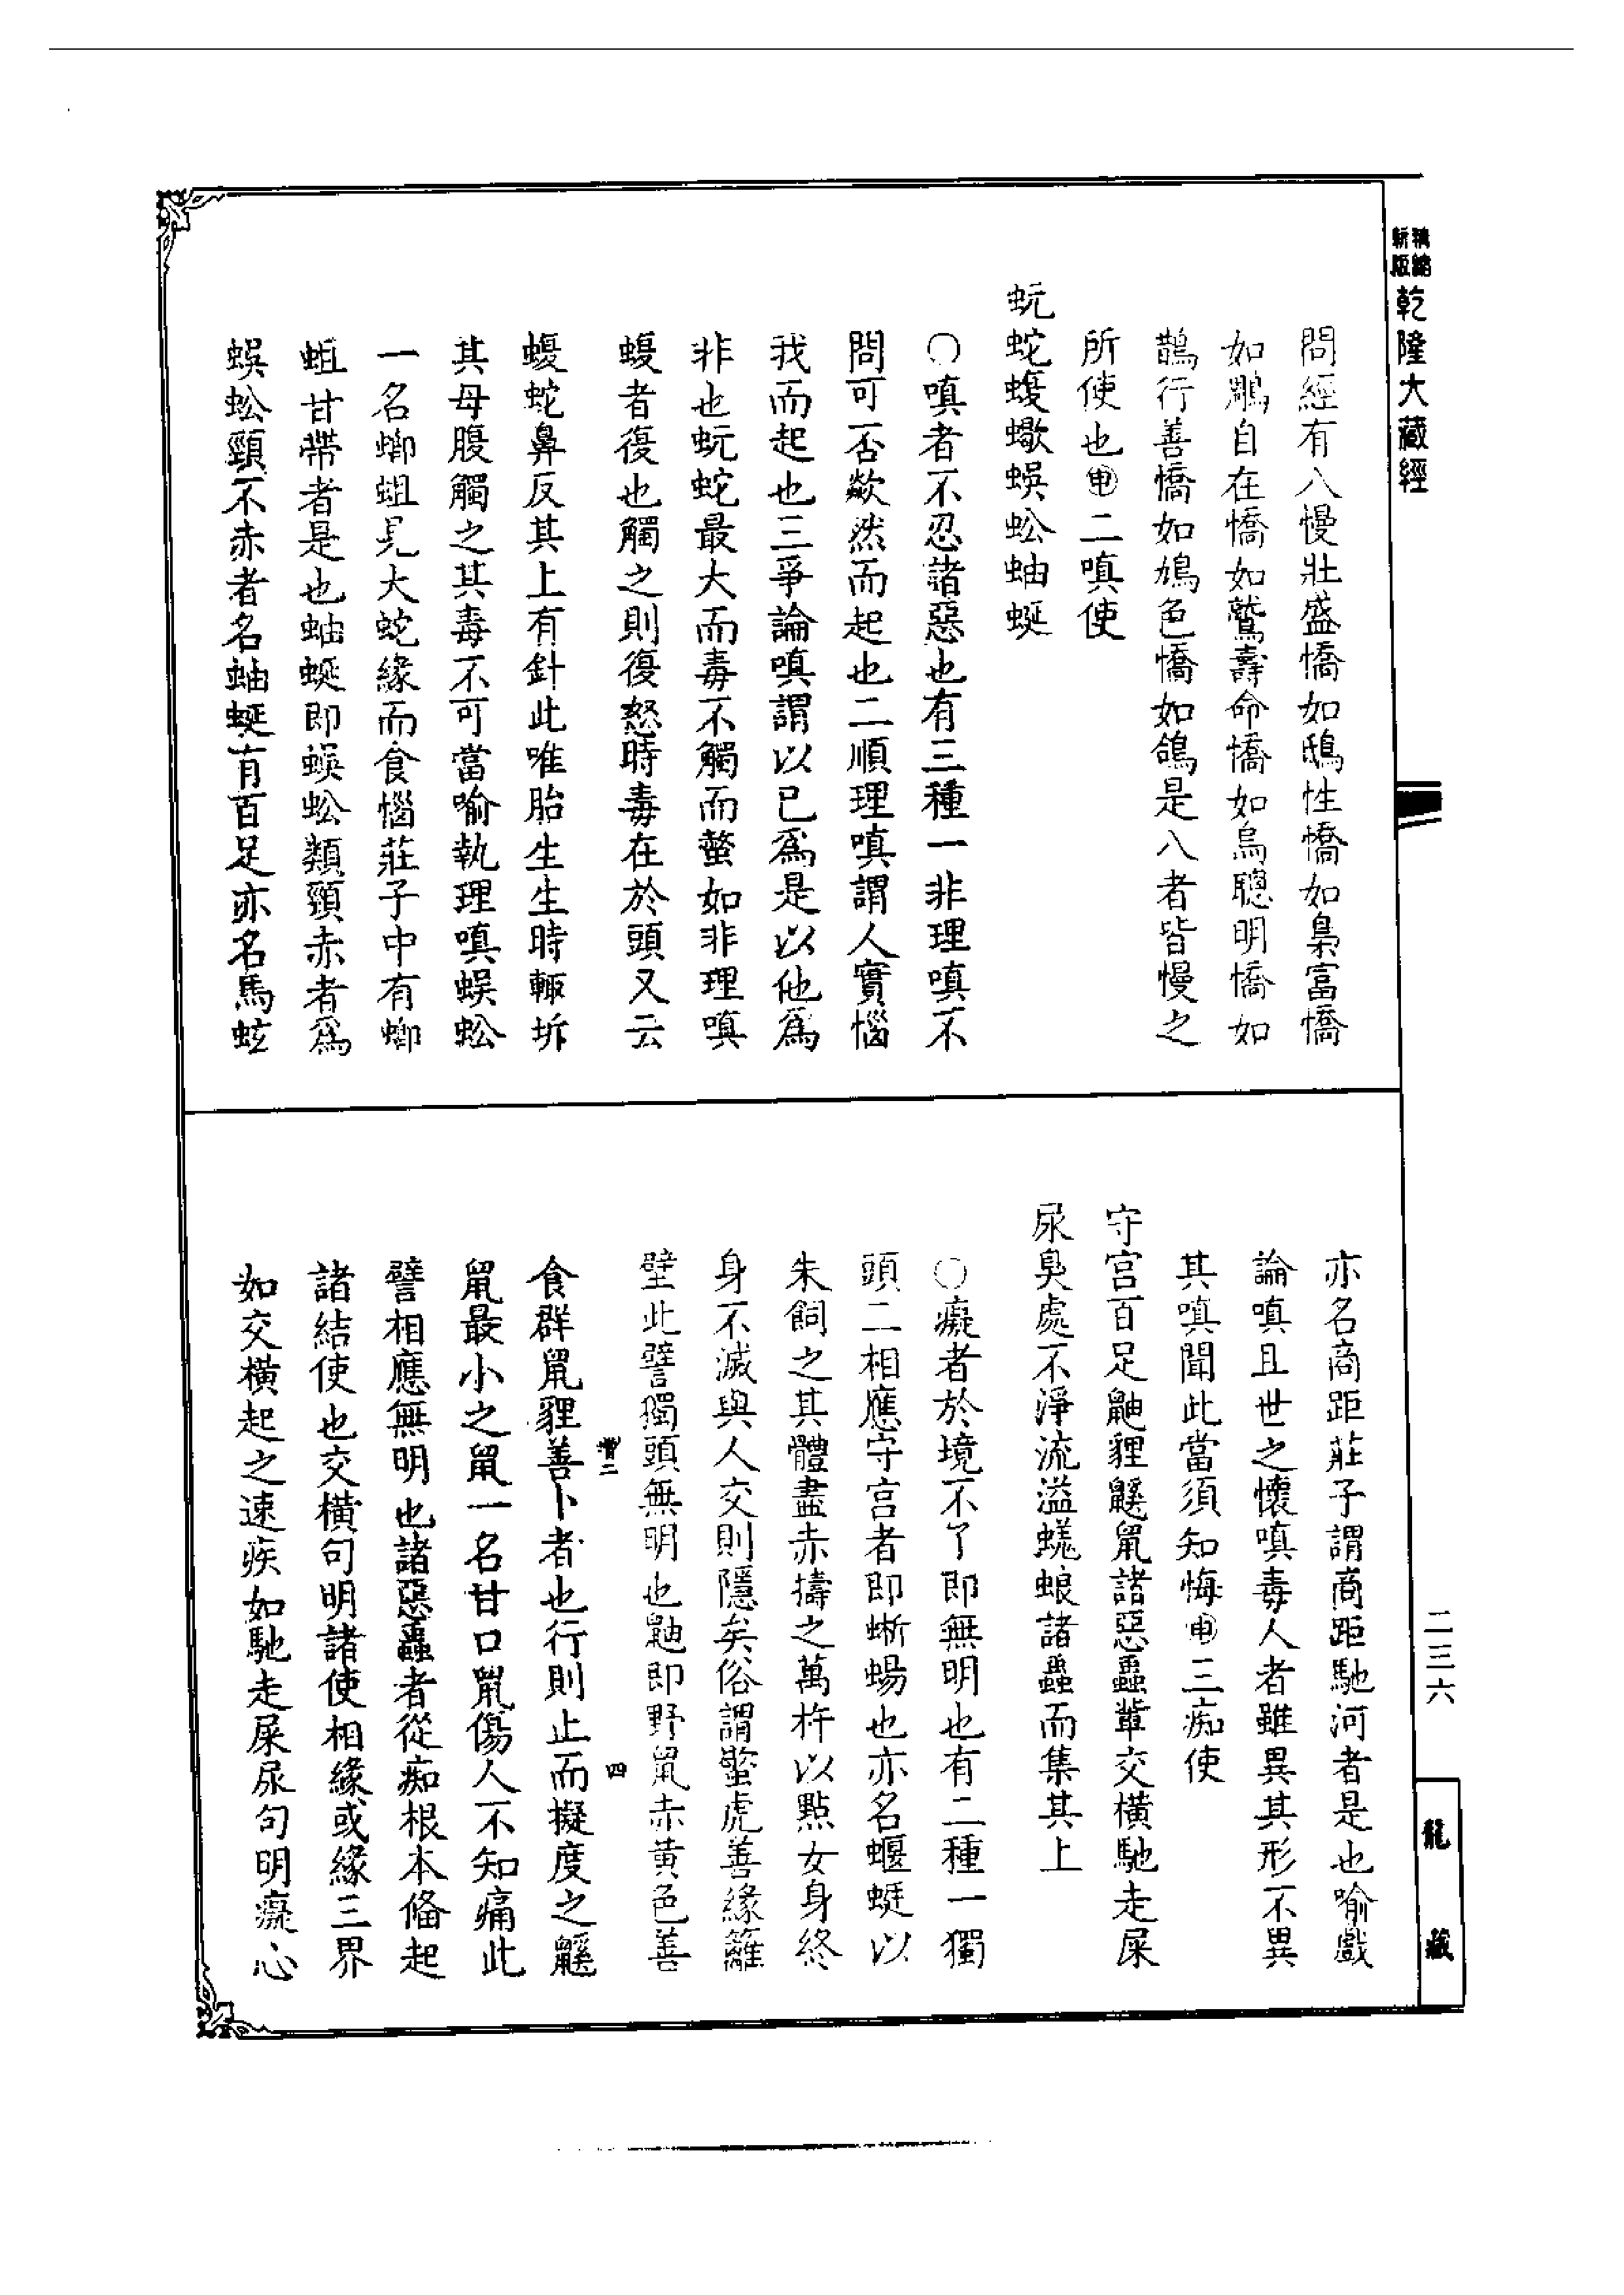 精縮
新版
乾隆大藏經
問經有八慢壯盛憍如鴟性憍如梟富憍
如鵰自在憍如鷲壽命憍如烏聰明憍如
鵲行善憍如鳩色憍如鴿是八者皆慢之
所使也㊥二嗔使
蚖蛇蝮蠍蜈蚣蚰蜒
○嗔者不忍諸惡也有三種一非理嗔不
問可否欻然而起也二順理嗔謂人實惱
我而起也三爭論嗔謂以已爲是以他爲
非也蚖蛇最大而毒不觸而螫如非理嗔
蝮者復也觸之則復怒時毒在於頭又云
蝮蛇鼻反其上有針此唯胎生生時輙坼
其母腹觸之其毒不可當喻執理嗔蜈蚣
一名螂蛆見大蛇緣而食惱莊子中有螂
蛆甘帶者是也蚰蜒即蜈蚣類頸赤者爲
蜈蚣頸不赤者名蚰蜒有百足亦名馬蚿
亦名商距莊子謂商距馳河者是也喻戲
論嗔且世之懷嗔毒人者雖異其形不異
其嗔聞此當須知悔㊥三痴使
守宫百足鼬貍鼷鼠諸惡蟲輩交橫馳走屎
尿臭處不淨流溢蜣蜋諸蟲而集其上
○癡者於境不了即無明也有二種一獨
頭二相應守宫者即蜥蜴也亦名蝘蜓以
朱飼之其體盡赤擣之萬杵以點女身終
身不滅與人交則隱矣俗謂蝎虎善緣籬
壁此譬獨頭無明也鼬即野鼠赤黄色善
食群鼠貍善卜者也行則止而擬度之鼷
鼠最小之鼠一名甘口鼠傷人不知痛此
譬相應無明也諸惡蟲者從痴根本偹起
諸結使也交橫句明諸使相緣或緣三界
如交橫起之速疾如馳走屎尿句明癡心
二
四
二三六
龍藏